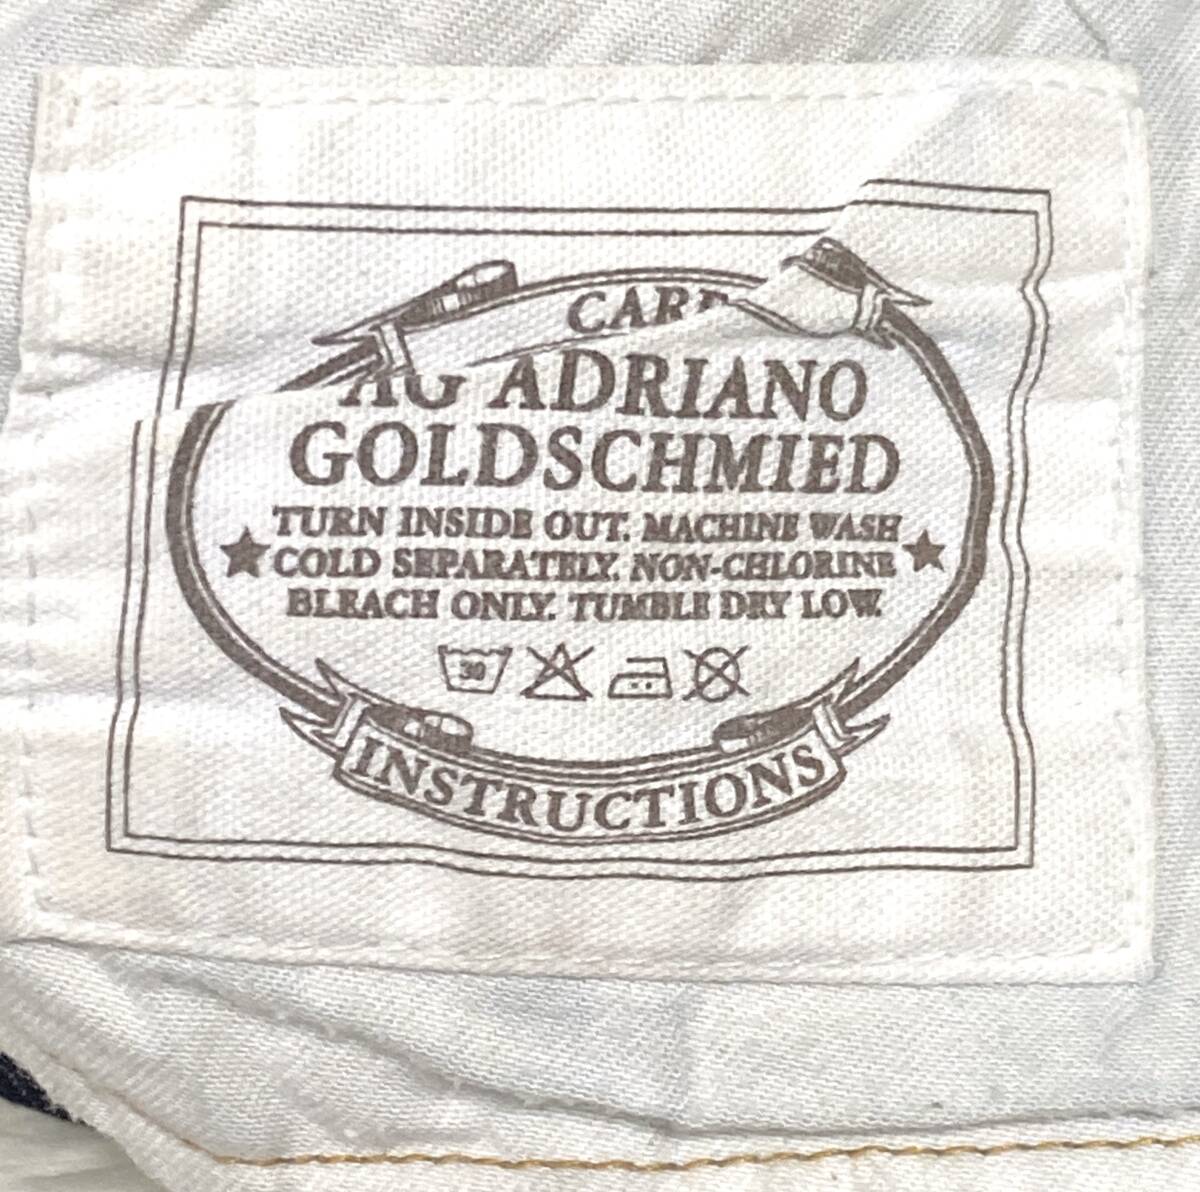 CARE
AG ADRIANO
GOLDSCHMIED
TURN INSIDE OUT. MACHINE WASH
COLD SEPARATELY. NON-CHLORINE
BLEACH ONLY. TUMBLE DRY LOW.
30
INSTRUCTIONS